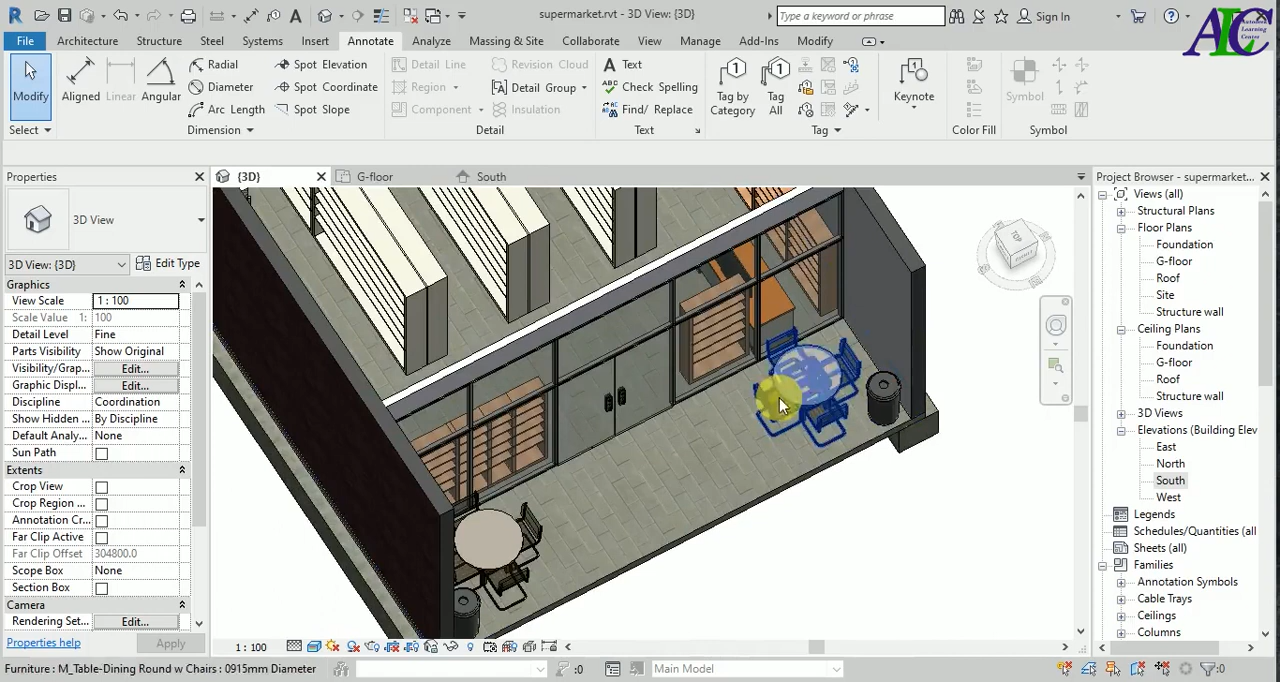 supermarket.rvt - 3D View: {3D}
Type a keyword or phrase
Sign In
ALC
Autodesk
Learning
Center
File
Architecture
Structure
Steel
Systems
Insert
Annotate
Analyze
Massing & Site
Collaborate
View
Manage
Add-Ins
Modify
Modify
Select
Aligned
Linear
Angular
Radial
Diameter
Arc Length
Spot Elevation
Spot Coordinate
Spot Slope
Dimension
Detail Line
Region
Component
Revision Cloud
Detail Group
Insulation
Detail
Text
Check Spelling
Find/ Replace
Text
Tag by
Category
Tag
All
Tag
Keynote
Color Fill
Symbol
Symbol
Properties
{3D}
G-floor
South
Project Browser - supermarket...
3D View
3D View: {3D}
Edit Type
Graphics
View Scale
1 : 100
Scale Value 1:
100
Detail Level
Fine
Parts Visibility
Show Original
Visibility/Grap...
Edit...
Graphic Displ...
Edit...
Discipline
Coordination
Show Hidden ...
By Discipline
Default Analy...
None
Sun Path
Extents
Crop View
Crop Region ...
Annotation Cr...
Far Clip Active
Far Clip Offset
304800.0
Scope Box
None
Section Box
Camera
Rendering Set...
Edit...
Properties help
Apply
TOP
FRONT
Views (all)
Structural Plans
Floor Plans
Foundation
G-floor
Roof
Site
Structure wall
Ceiling Plans
Foundation
G-floor
Roof
Structure wall
3D Views
Elevations (Building Elev
East
North
South
West
Legends
Schedules/Quantities (all
Sheets (all)
Families
Annotation Symbols
Cable Trays
Ceilings
Columns
1 : 100
Furniture : M_Table-Dining Round w Chairs : 0915mm Diameter
:0
Main Model
:0